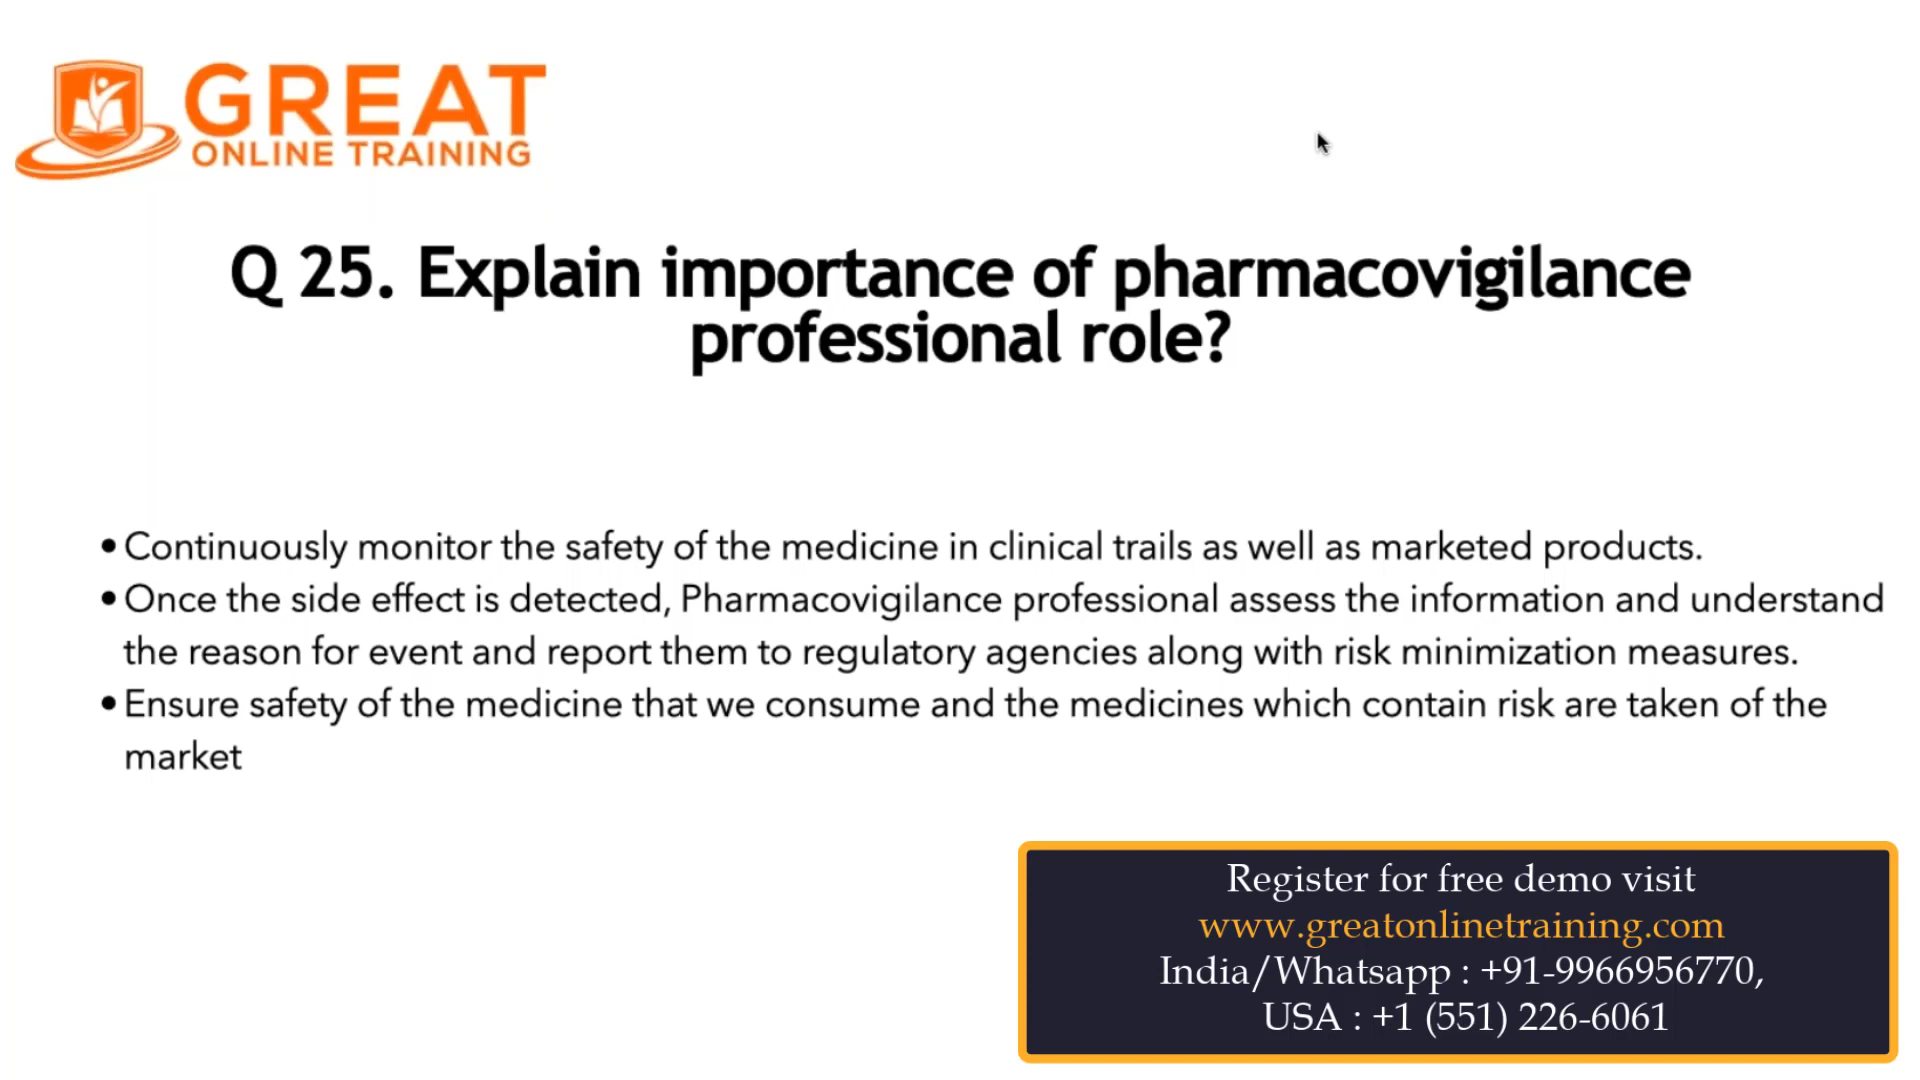 GREAT
ONLINE TRAINING
Q 25. Explain importance of pharmacovigilance
professional role?
•Continuously monitor the safety of the medicine in clinical trails as well as marketed products.
•Once the side effect is detected, Pharmacovigilance professional assess the information and understand
the reason for event and report them to regulatory agencies along with risk minimization measures.
•Ensure safety of the medicine that we consume and the medicines which contain risk are taken of the
market
Register for free demo visit
www.greatonlinetraining.com
India/Whatsapp : +91-9966956770,
USA : +1 (551) 226-6061